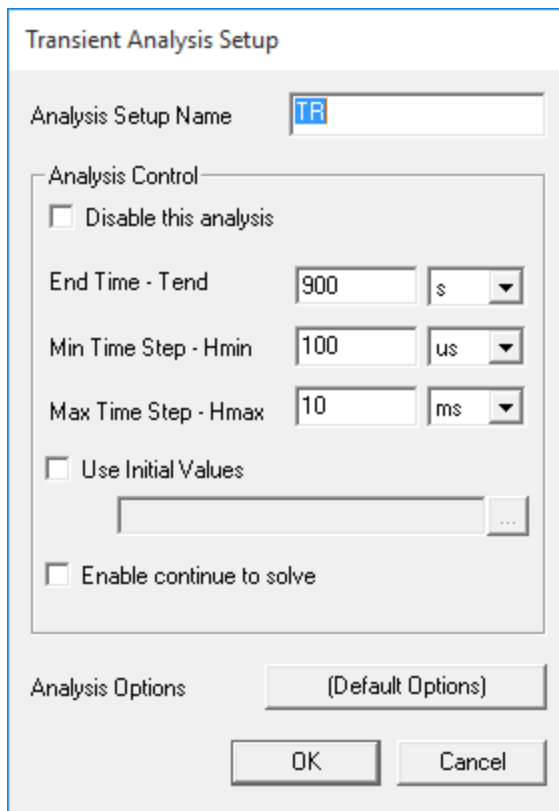 Transient Analysis Setup
Analysis Setup Name TR
Analysis Control
Disable this analysis
End Time - Tend 900 s
Min Time Step - Hmin 100 us
Max Time Step - Hmax 10 ms
Use Initial Values
...
Enable continue to solve
Analysis Options (Default Options)
OK Cancel